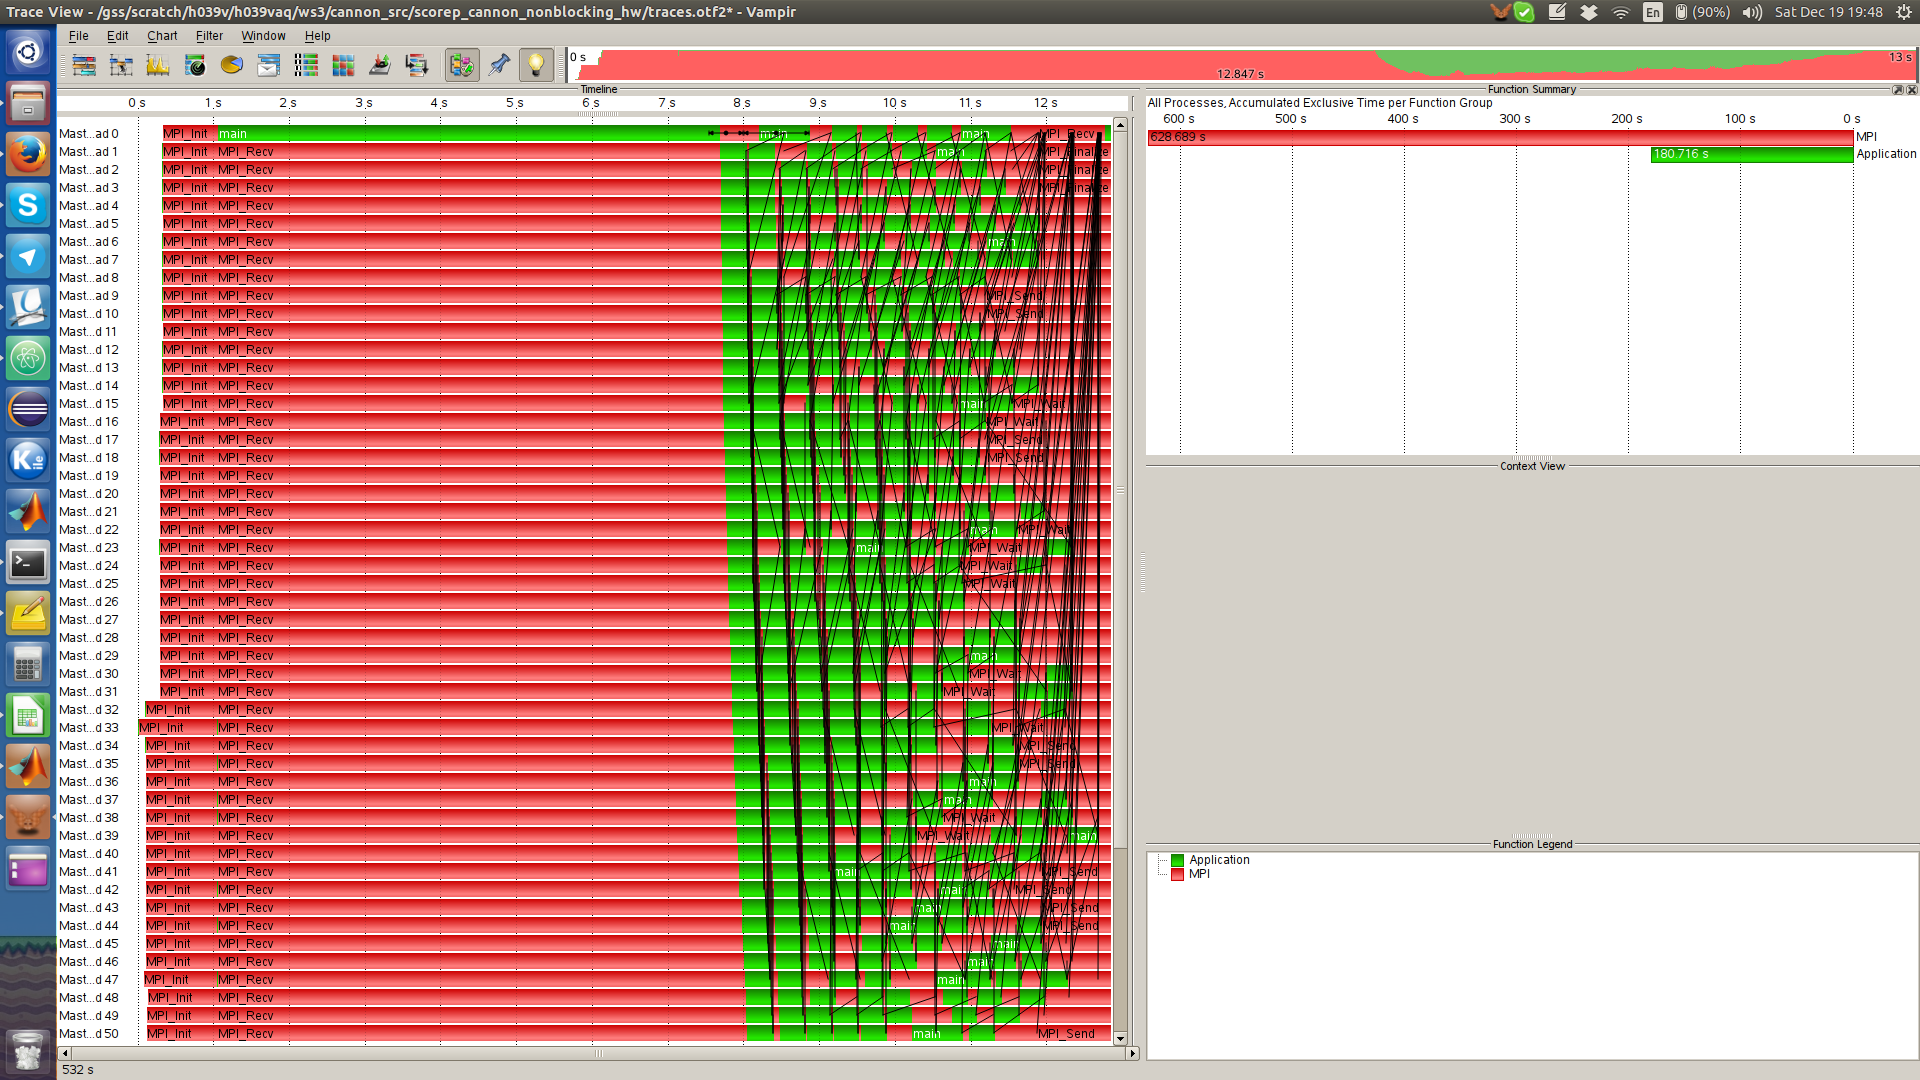 Trace View - /gss/scratch/h039v/h039vaq/ws3/cannon_src/scorep_cannon_nonblocking_hw/traces.otf2* - Vampir
En (90%) Sat Dec 19 19:48
File Edit Chart Filter Window Help
0 s 12.847 s 13 s
Timeline
0 s 1 s 2 s 3 s 4 s 5 s 6 s 7 s 8 s 9 s 10 s 11 s 12 s
Mast...ad 0 MPI_Init main main main MPI_Recv
Mast...ad 1 MPI_Init MPI_Recv main MPI_Finalize
Mast...ad 2 MPI_Init MPI_Recv MPI_Finalize
Mast...ad 3 MPI_Init MPI_Recv MPI_Finalize
Mast...ad 4 MPI_Init MPI_Recv
Mast...ad 5 MPI_Init MPI_Recv
Mast...ad 6 MPI_Init MPI_Recv main
Mast...ad 7 MPI_Init MPI_Recv
Mast...ad 8 MPI_Init MPI_Recv
Mast...ad 9 MPI_Init MPI_Recv MPI_Send
Mast...d 10 MPI_Init MPI_Recv MPI_Send
Mast...d 11 MPI_Init MPI_Recv
Mast...d 12 MPI_Init MPI_Recv
Mast...d 13 MPI_Init MPI_Recv
Mast...d 14 MPI_Init MPI_Recv
Mast...d 15 MPI_Init MPI_Recv main MPI_Wait
Mast...d 16 MPI_Init MPI_Recv MPI_Wait
Mast...d 17 MPI_Init MPI_Recv MPI_Send
Mast...d 18 MPI_Init MPI_Recv MPI_Send
Mast...d 19 MPI_Init MPI_Recv
Mast...d 20 MPI_Init MPI_Recv
Mast...d 21 MPI_Init MPI_Recv
Mast...d 22 MPI_Init MPI_Recv main MPI_Wait
Mast...d 23 MPI_Init MPI_Recv main MPI_Wait
Mast...d 24 MPI_Init MPI_Recv MPI_Wait
Mast...d 25 MPI_Init MPI_Recv MPI_Wait
Mast...d 26 MPI_Init MPI_Recv
Mast...d 27 MPI_Init MPI_Recv
Mast...d 28 MPI_Init MPI_Recv
Mast...d 29 MPI_Init MPI_Recv main
Mast...d 30 MPI_Init MPI_Recv MPI_Wait
Mast...d 31 MPI_Init MPI_Recv MPI_Wait
Mast...d 32 MPI_Init MPI_Recv
Mast...d 33 MPI_Init MPI_Recv MPI_Wait
Mast...d 34 MPI_Init MPI_Recv MPI_Send
Mast...d 35 MPI_Init MPI_Recv MPI_Send
Mast...d 36 MPI_Init MPI_Recv main
Mast...d 37 MPI_Init MPI_Recv main
Mast...d 38 MPI_Init MPI_Recv MPI_Wait
Mast...d 39 MPI_Init MPI_Recv MPI_Wait main
Mast...d 40 MPI_Init MPI_Recv
Mast...d 41 MPI_Init MPI_Recv main MPI_Send
Mast...d 42 MPI_Init MPI_Recv main MPI_Send
Mast...d 43 MPI_Init MPI_Recv main MPI_Send
Mast...d 44 MPI_Init MPI_Recv main MPI_Send
Mast...d 45 MPI_Init MPI_Recv main
Mast...d 46 MPI_Init MPI_Recv main
Mast...d 47 MPI_Init MPI_Recv main
Mast...d 48 MPI_Init MPI_Recv
Mast...d 49 MPI_Init MPI_Recv
Mast...d 50 MPI_Init MPI_Recv main MPI_Send
532 s
Function Summary
All Processes, Accumulated Exclusive Time per Function Group
600 s 500 s 400 s 300 s 200 s 100 s 0 s
628.689 s MPI
180.716 s Application
Context View
Function Legend
Application
MPI